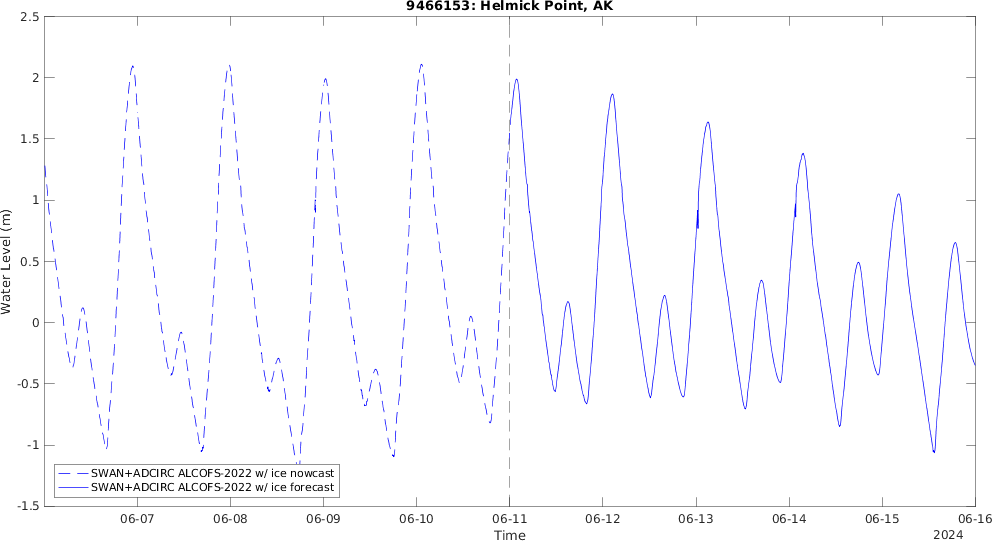 9466153: Helmick Point, AK
2.5
2
1.5
1
0.5
0
-0.5
-1
-1.5
Water Level (m)
SWAN+ADCIRC ALCOFS-2022 w/ ice nowcast
SWAN+ADCIRC ALCOFS-2022 w/ ice forecast
06-07 06-08 06-09 06-10 06-11 06-12 06-13 06-14 06-15 06-16
Time
2024